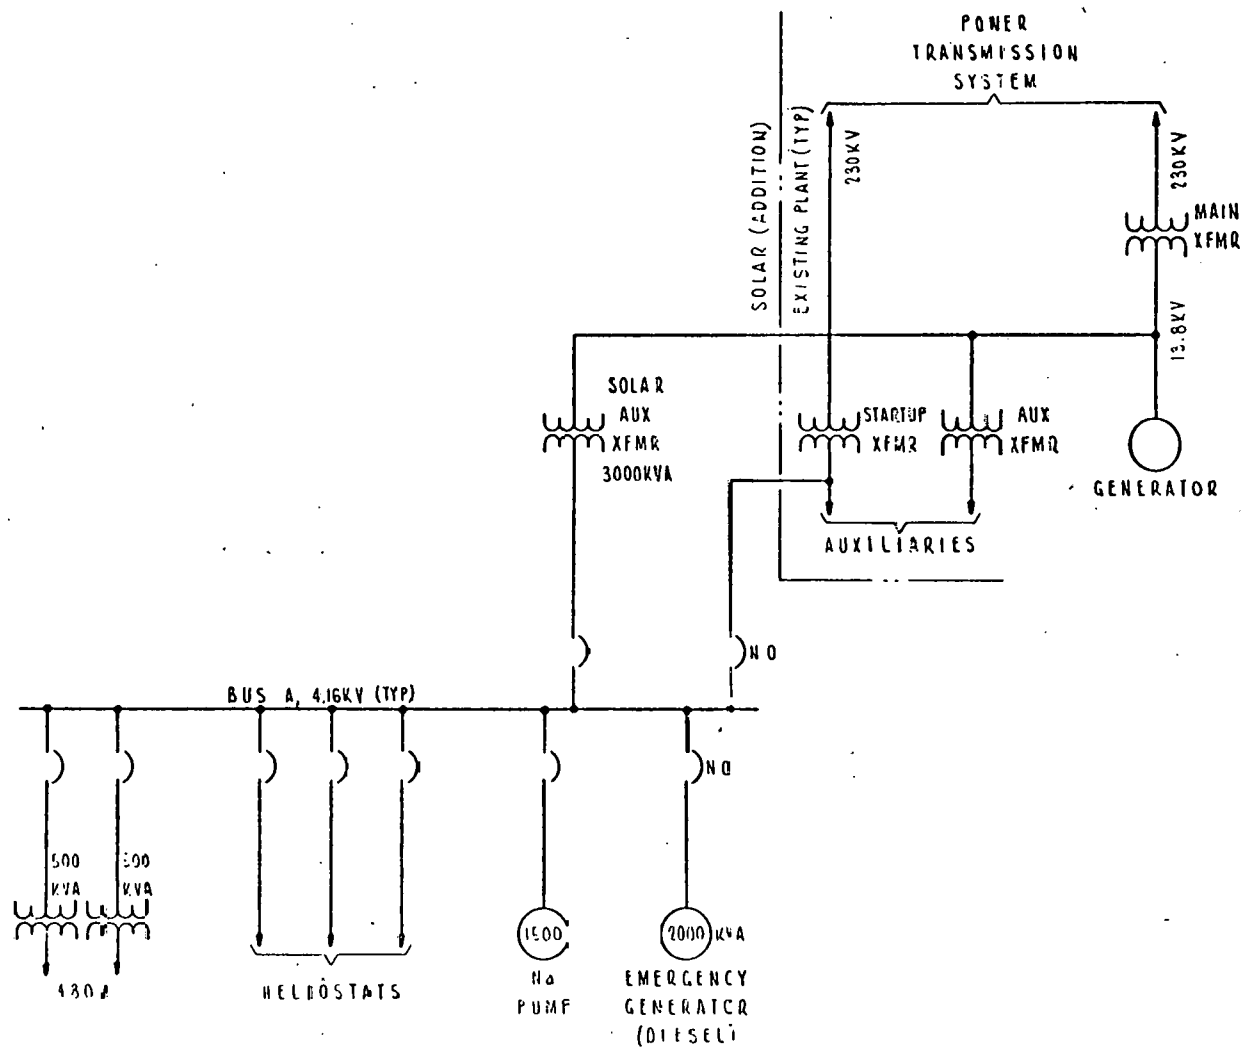 PONER
TRANSMISSION
SYSTEM
SOLAR (ADDITION)
EXISTING PLANT (TYP)
230KV
230KV
MAIN
XFMR
13.8KV
SOLAR
AUX
XFMR
3000KVA
STARTUP
XFMR
AUX
XFMR
GENERATOR
AUXILIARIES
NO
BUS A, 4.16KV (TYP)
NO
500
KVA
500
KVA
1500
2000 KVA
HELIOSTATS
Na
PUMP
EMERGENCY
GENERATOR
(DIESEL)